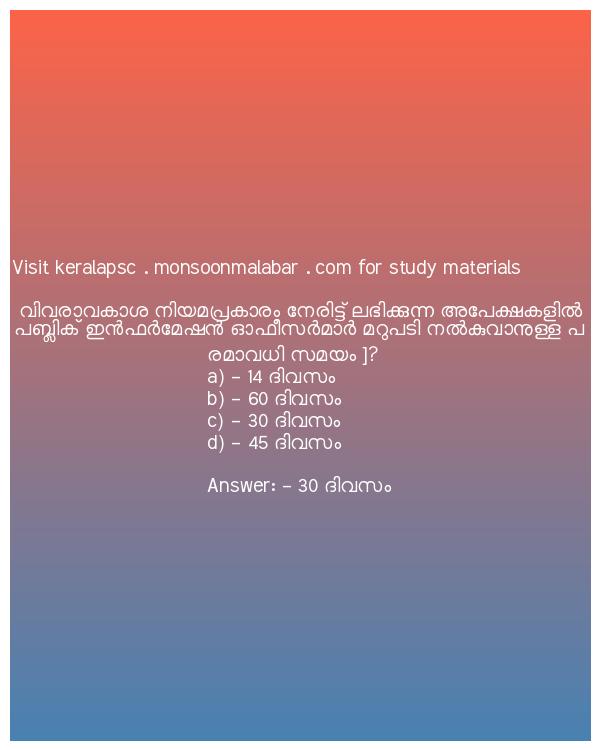 Visit keralapsc . monsoonmalabar . com for study materials
വിവരാവകാശ നിയമപ്രകാരം നേരിട്ട് ലഭിക്കുന്ന അപേക്ഷകളിൽ
പബ്ലിക് ഇൻഫർമേഷൻ ഓഫീസർമാർ മറുപടി നൽകുവാനുള്ള പ
രമാവധി സമയം ]?
a) - 14 ദിവസം
b) - 60 ദിവസം
c) - 30 ദിവസം
d) - 45 ദിവസം
Answer: - 30 ദിവസം